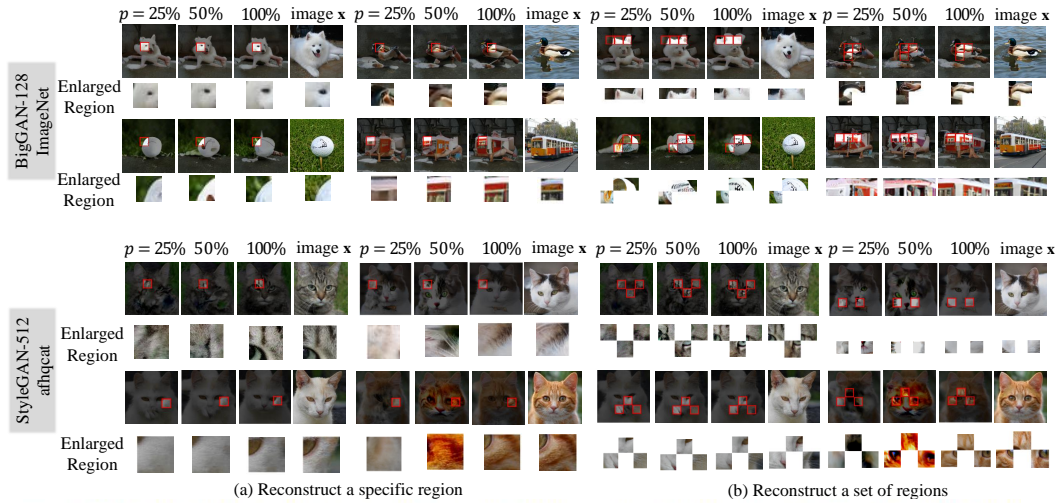 p = 25% 50% 100% image x p = 25% 50% 100% image x p = 25% 50% 100% image x p = 25% 50% 100% image x
BigGAN-128
ImageNet
Enlarged
Region
Enlarged
Region
p = 25% 50% 100% image x p = 25% 50% 100% image x p = 25% 50% 100% image x p = 25% 50% 100% image x
StyleGAN-512
afhqcat
Enlarged
Region
Enlarged
Region
(a) Reconstruct a specific region (b) Reconstruct a set of regions